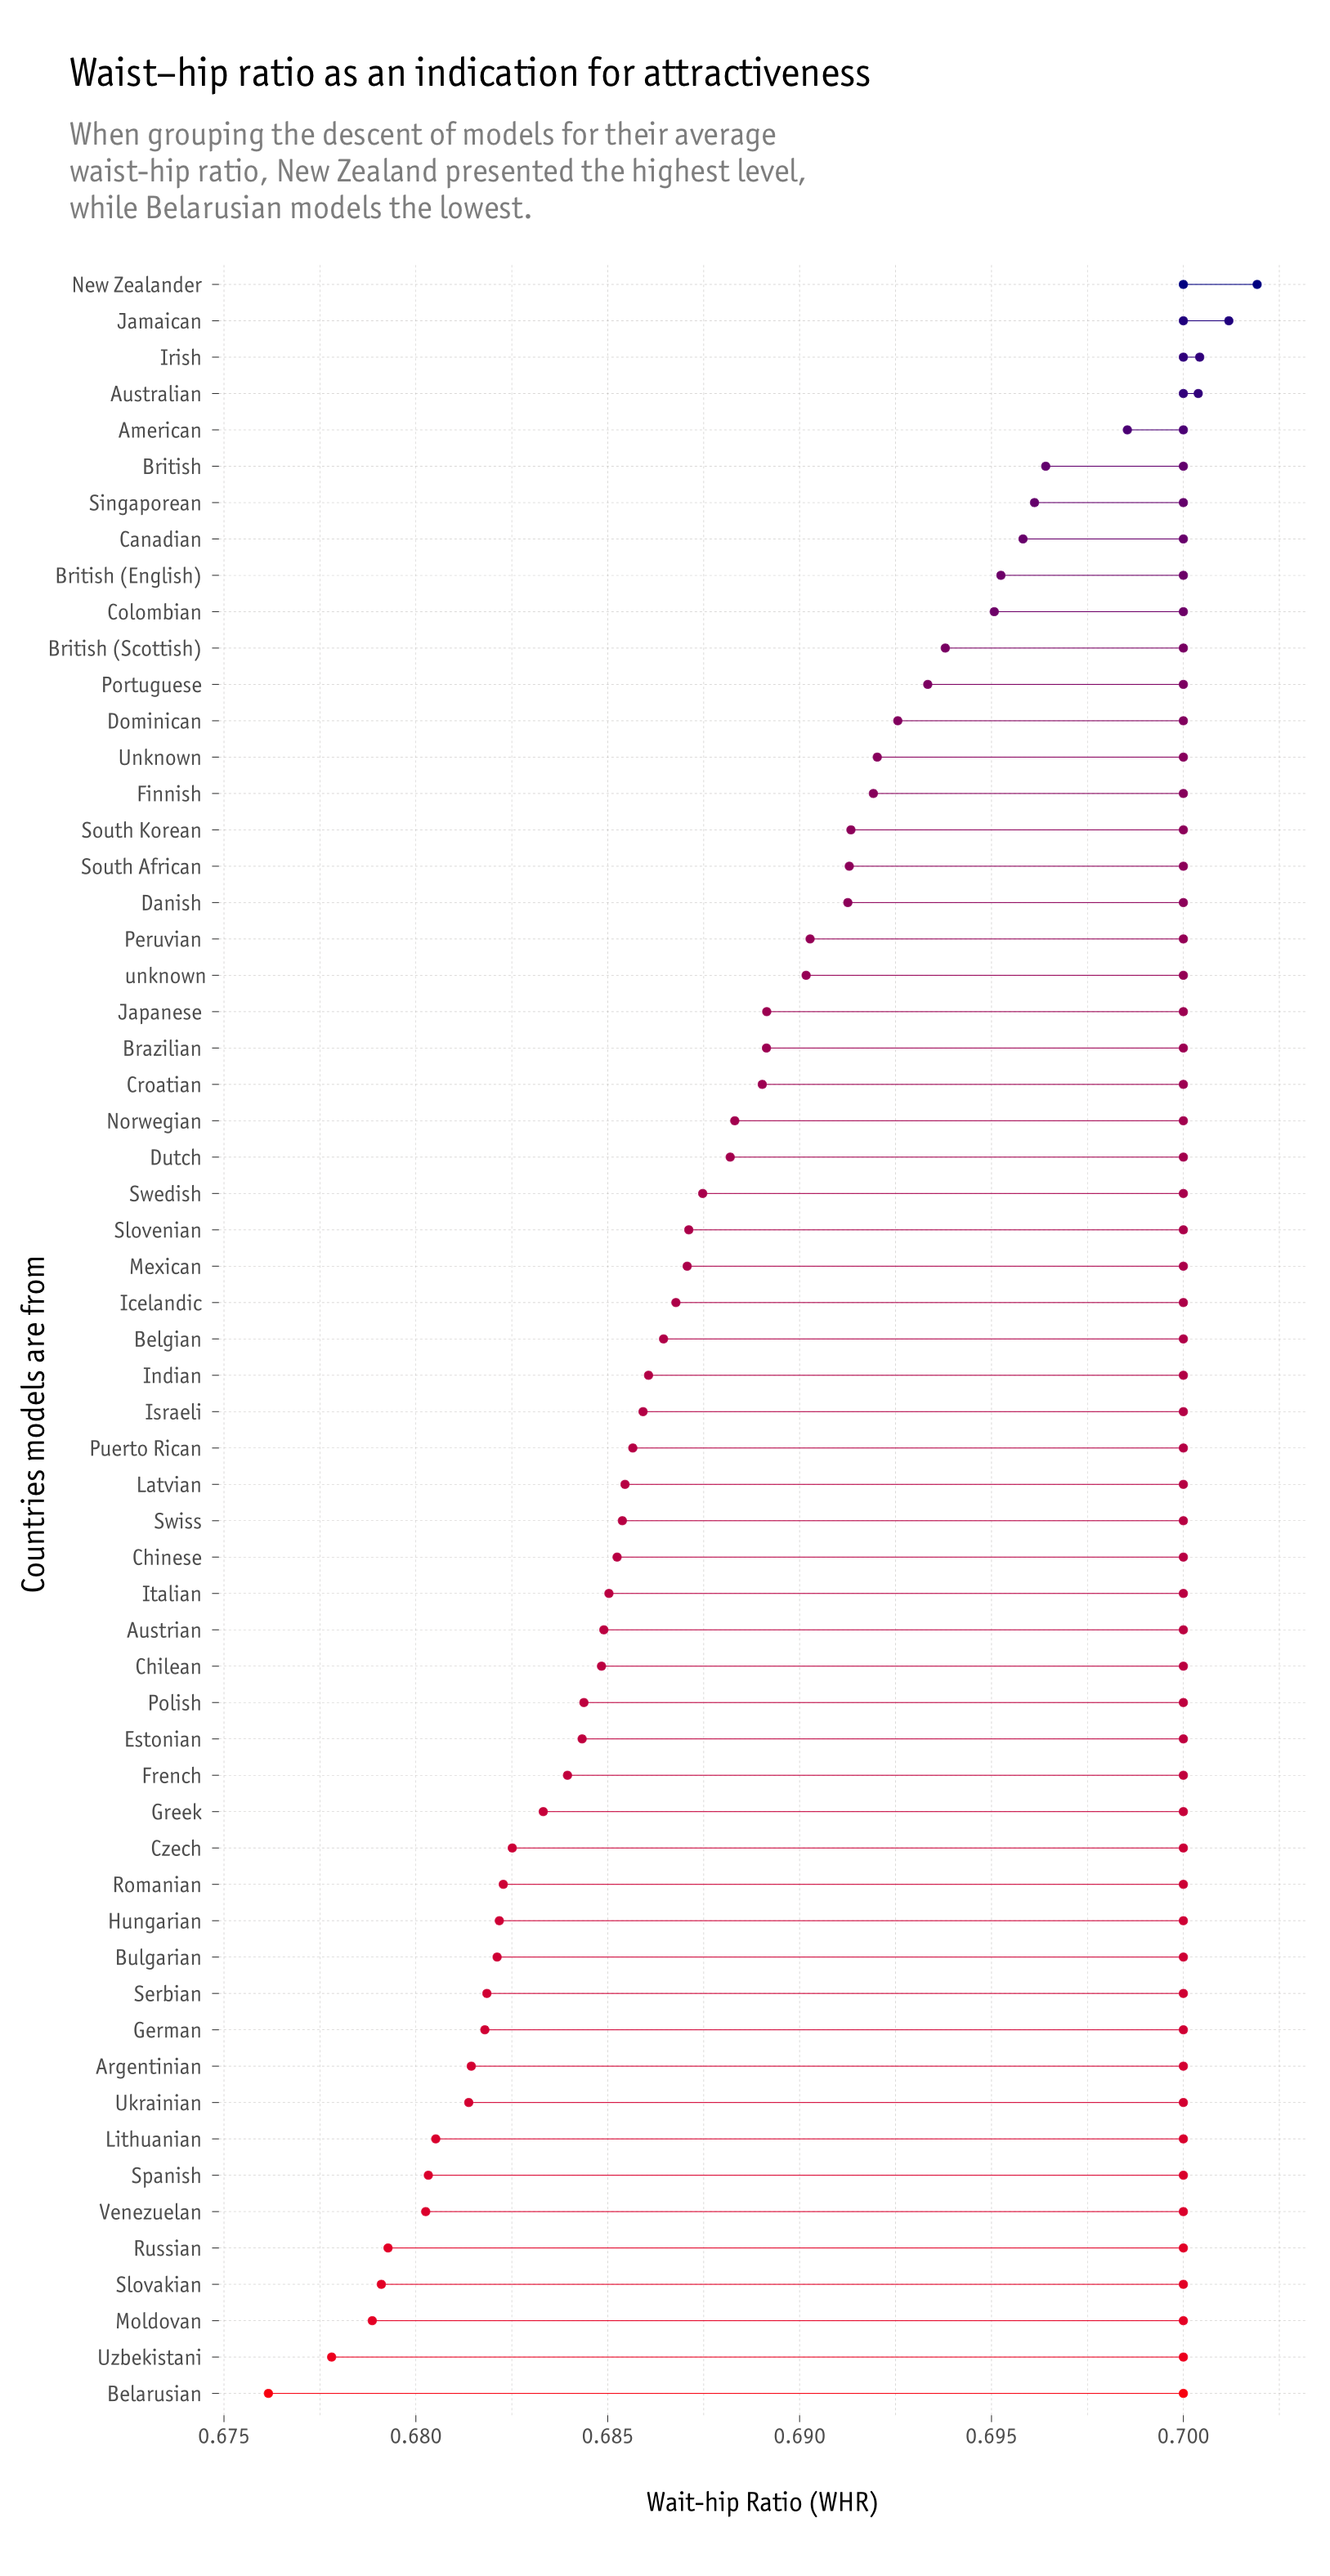 Waist–hip ratio as an indication for attractiveness
When grouping the descent of models for their average
waist-hip ratio, New Zealand presented the highest level,
while Belarusian models the lowest.
New Zealander
Jamaican
Irish
Australian
American
British
Singaporean
Canadian
British (English)
Colombian
British (Scottish)
Portuguese
Dominican
Unknown
Finnish
South Korean
South African
Danish
Peruvian
unknown
Japanese
Brazilian
Croatian
Norwegian
Dutch
Swedish
Slovenian
Mexican
Icelandic
Belgian
Indian
Israeli
Puerto Rican
Latvian
Swiss
Chinese
Italian
Austrian
Chilean
Polish
Estonian
French
Greek
Czech
Romanian
Hungarian
Bulgarian
Serbian
German
Argentinian
Ukrainian
Lithuanian
Spanish
Venezuelan
Russian
Slovakian
Moldovan
Uzbekistani
Belarusian
Countries models are from
0.675 0.680 0.685 0.690 0.695 0.700
Wait-hip Ratio (WHR)